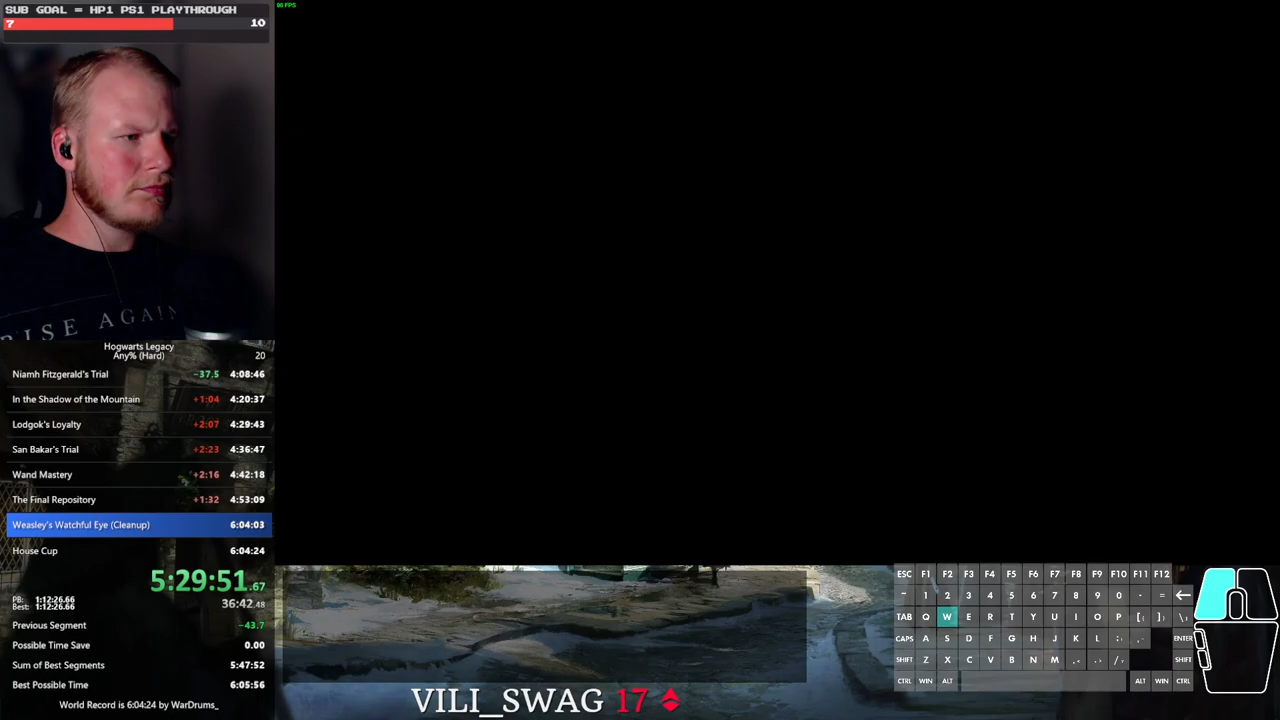 SUB GOAL = HP1 PS1 PLAYTHROUGH
7 10
86 FPS
RISE AGAIN
Hogwarts Legacy
Any% (Hard) 20
Niamh Fitzgerald's Trial -37.5 4:08:46
In the Shadow of the Mountain +1:04 4:20:37
Lodgok's Loyalty +2:07 4:29:43
San Bakar's Trial +2:23 4:36:47
Wand Mastery +2:16 4:42:18
The Final Repository +1:32 4:53:09
Weasley's Watchful Eye (Cleanup) 6:04:03
House Cup 6:04:24
5:29:51.67
PB: 1:12:26.66
Best: 1:12:26.66
36:42.48
Previous Segment -43.7
Possible Time Save 0.00
Sum of Best Segments 5:47:52
Best Possible Time 6:05:56
World Record is 6:04:24 by WarDrums_
VILI_SWAG 17
ESC F1 F2 F3 F4 F5 F6 F7 F8 F9 F10 F11 F12
~ 1 2 3 4 5 6 7 8 9 0 - =
TAB Q W E R T Y U I O P [{ ]} \
CAPS A S D F G H J K L ;: ENTER
SHIFT Z X C V B N M ,< .> /? SHIFT
CTRL WIN ALT ALT WIN CTRL